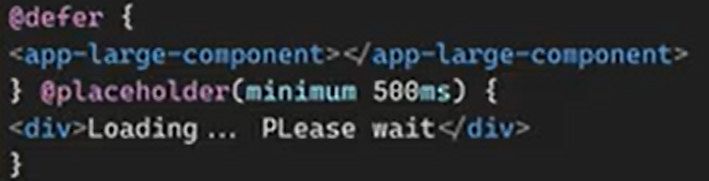 @defer {
<app-large-component></app-large-component>
} @placeholder(minimum 500ms) {
<div>Loading... PLease wait</div>
}